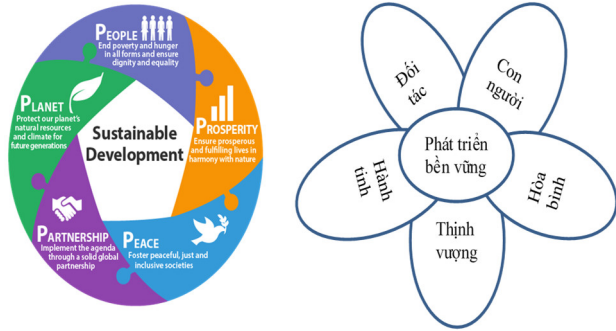 PEOPLE
End poverty and hunger
in all forms and ensure
dignity and equality
PLANET
Protect our planet's
natural resources
and climate for
future generations
Sustainable
Development
PROSPERITY
Ensure prosperous
and fulfilling lives in
harmony with nature
PARTNERSHIP
Implement the agenda
through a solid global
partnership
PEACE
Foster peaceful, just and
inclusive societies
Đối
tác
Con
người
Phát triển
bền vững
Hành
tinh
Hòa
bình
Thịnh
vượng